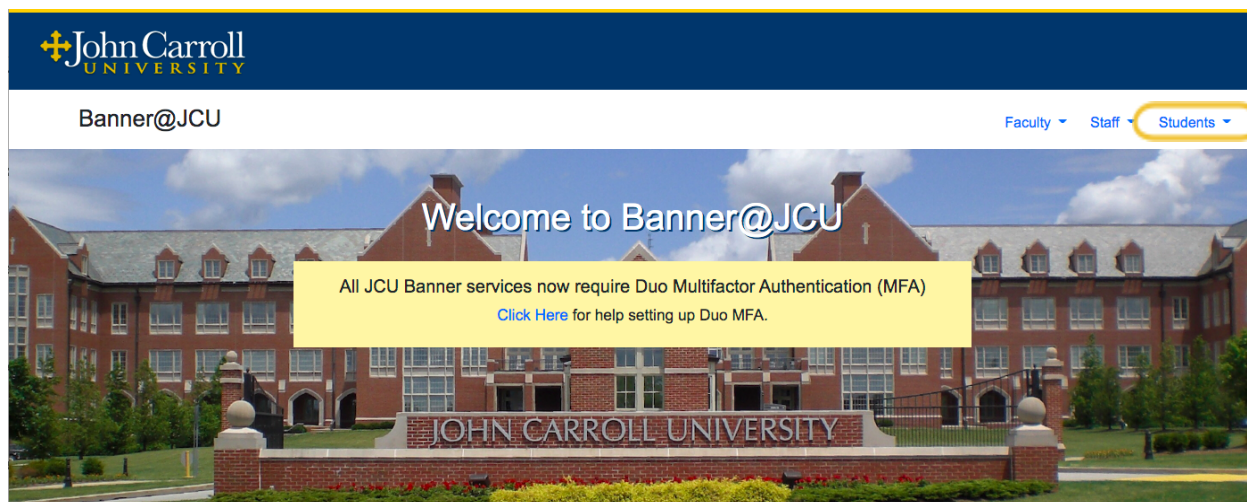 John Carroll
UNIVERSITY
Banner@JCU
Faculty
Staff
Students
Welcome to Banner@JCU
All JCU Banner services now require Duo Multifactor Authentication (MFA)
Click Here for help setting up Duo MFA.
JOHN CARROLL UNIVERSITY